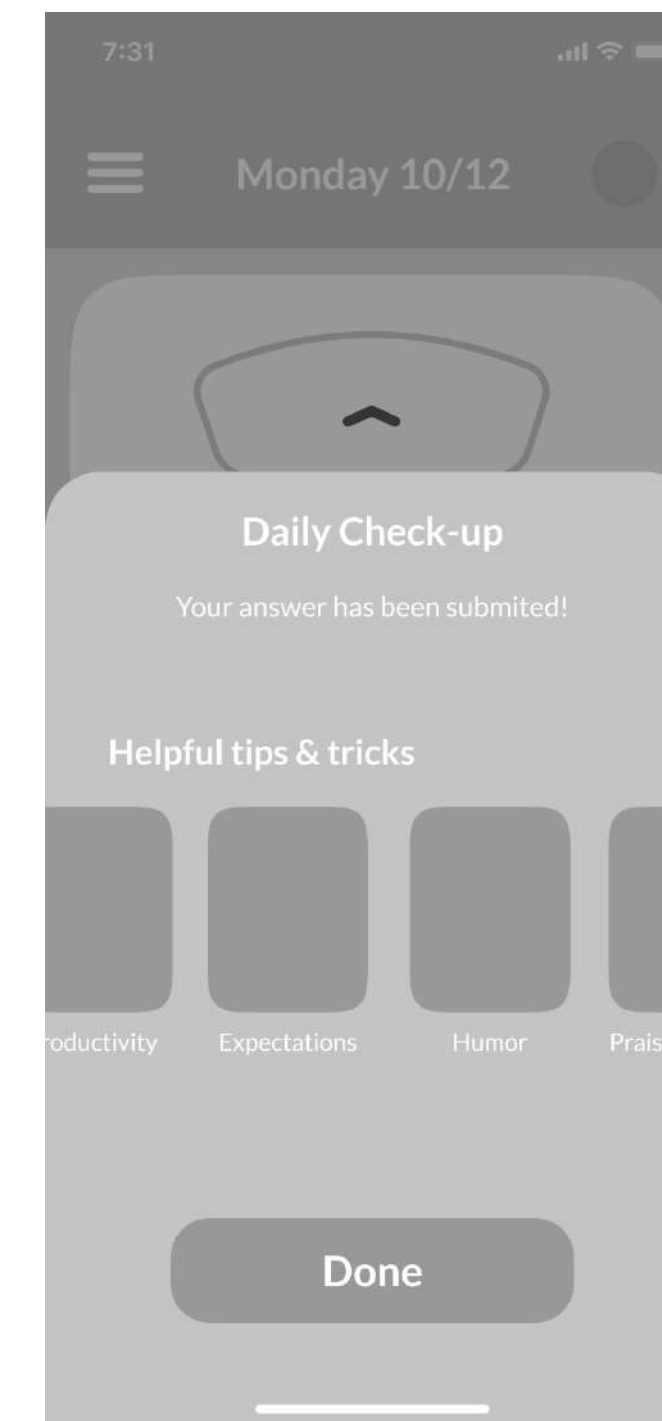 7:31
Monday 10/12
Daily Check-up
Your answer has been submited!
Helpful tips & tricks
roductivity Expectations Humor Prais
Done